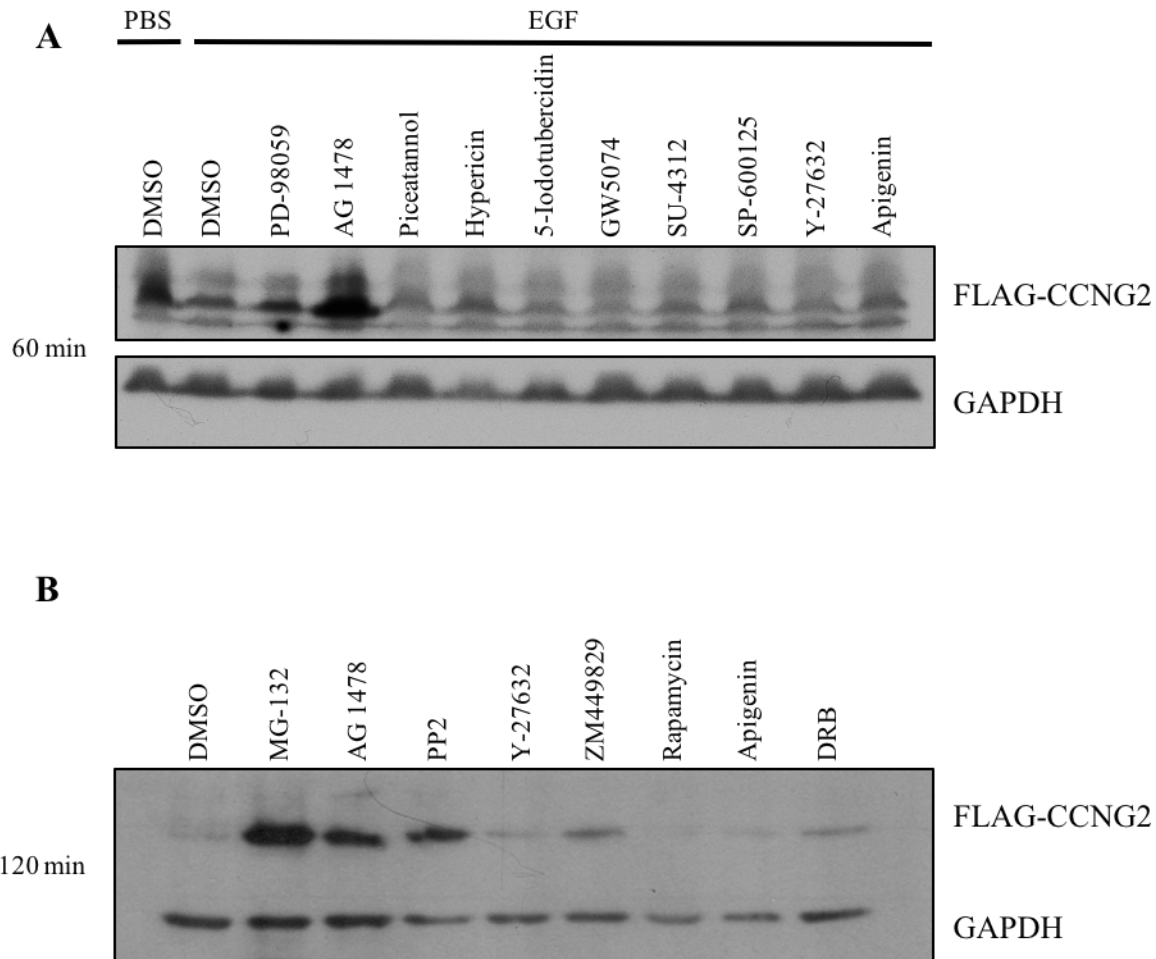 A
PBS
EGF
DMSO
DMSO
PD-98059
AG 1478
Piceatannol
Hypericin
5-Iodotubercidin
GW5074
SU-4312
SP-600125
Y-27632
Apigenin
FLAG-CCNG2
60 min
GAPDH
B
DMSO
MG-132
AG 1478
PP2
Y-27632
ZM449829
Rapamycin
Apigenin
DRB
FLAG-CCNG2
120 min
GAPDH